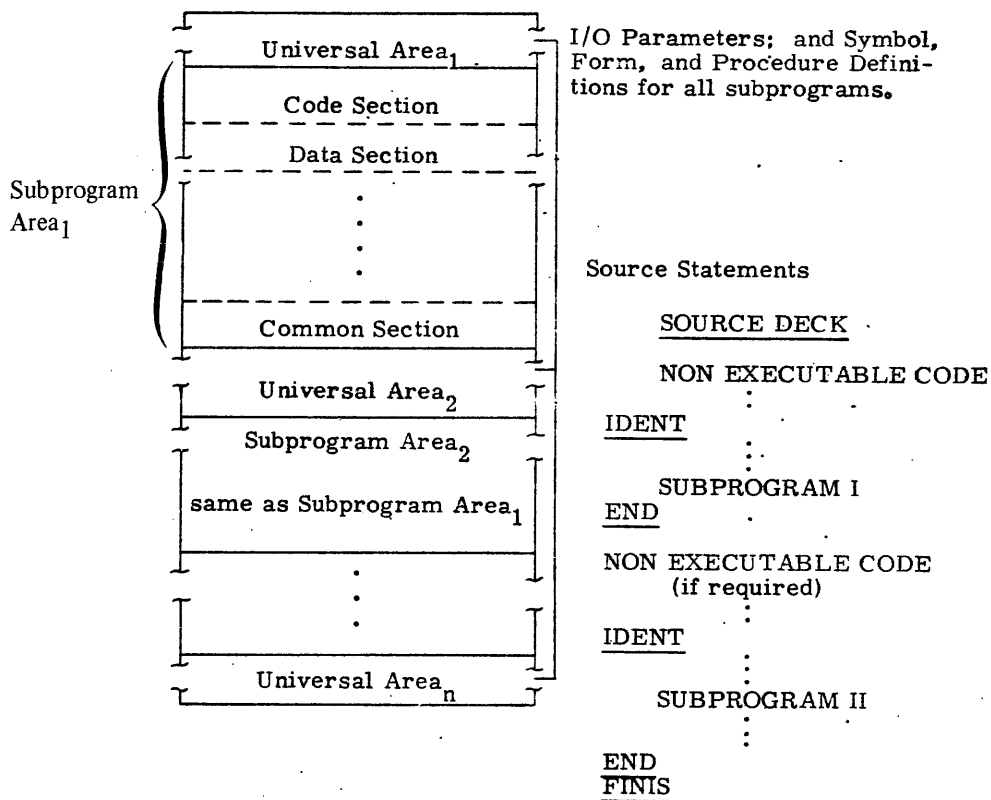 Universal Area1
I/O Parameters; and Symbol,
Form, and Procedure Defini-
tions for all subprograms.
Code Section
Data Section
Subprogram
Area1
Common Section
Universal Area2
Subprogram Area2
same as Subprogram Area1
Universal Arean
Source Statements
SOURCE DECK
NON EXECUTABLE CODE
IDENT
SUBPROGRAM I
END
NON EXECUTABLE CODE
(if required)
IDENT
SUBPROGRAM II
END
FINIS